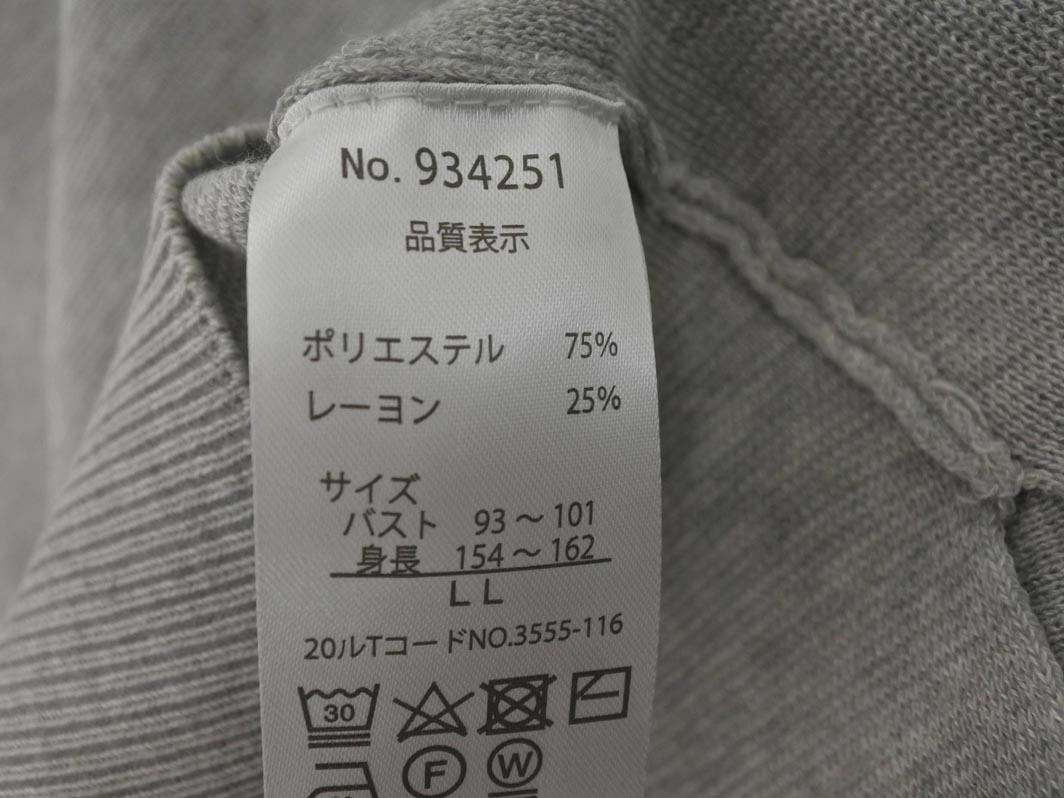 No. 934251
品質表示
ポリエステル 75%
レーヨン 25%
サイズ
バスト 93～101
身長 154～162
LL
20ルTコードNO.3555-116
30
F W